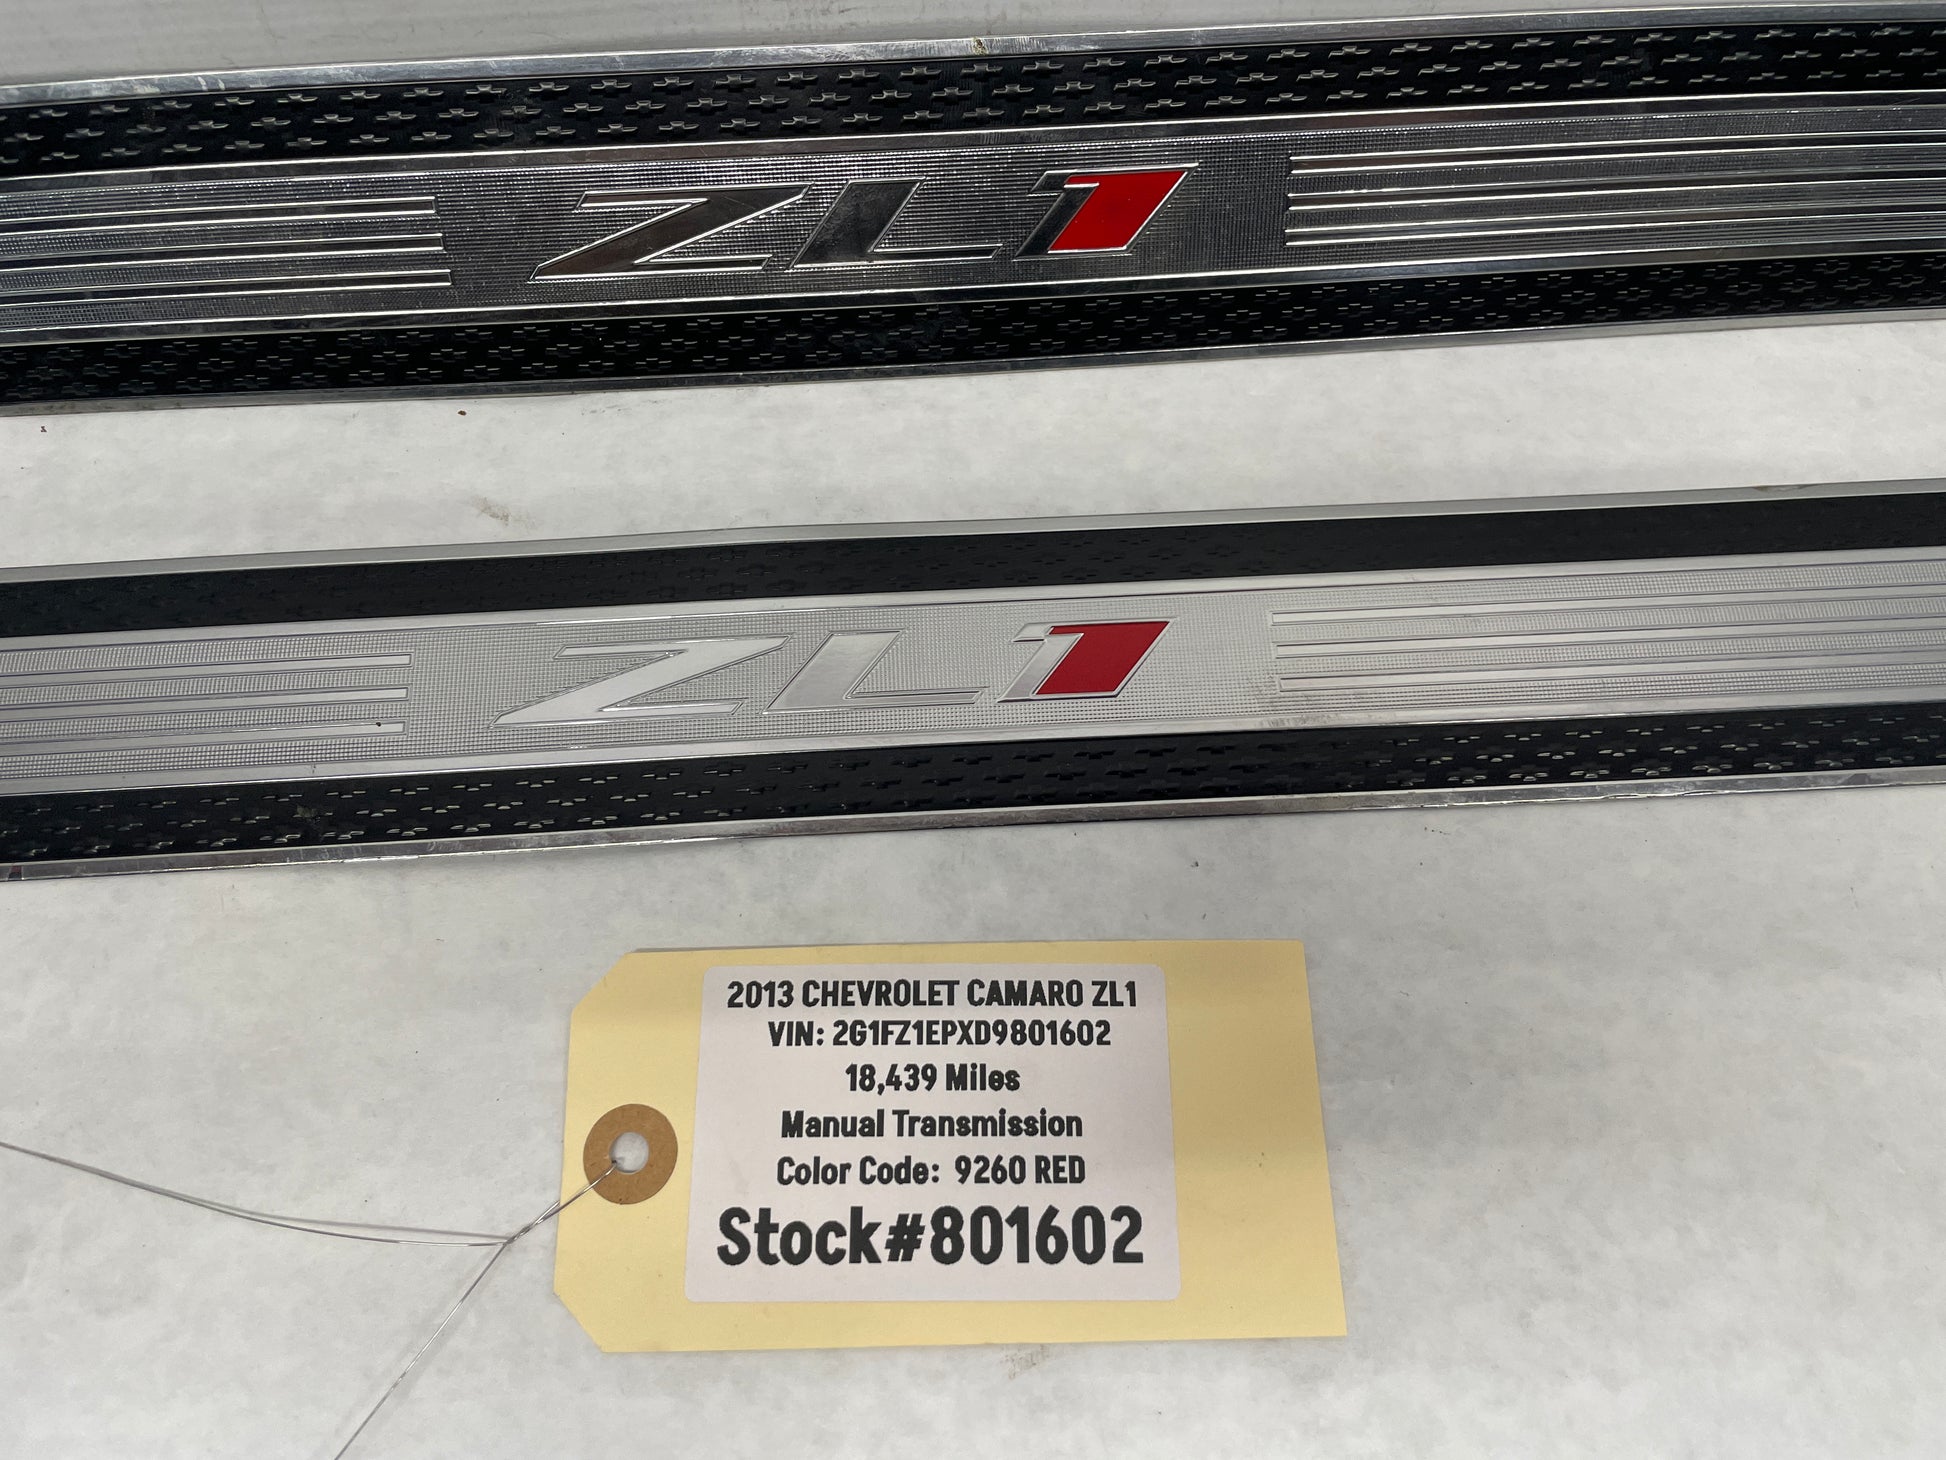 ZL1
ZL1
2013 CHEVROLET CAMARO ZL1
VIN: 2G1FZ1EPXD9801602
18,439 Miles
Manual Transmission
Color Code: 9260 RED
Stock#801602